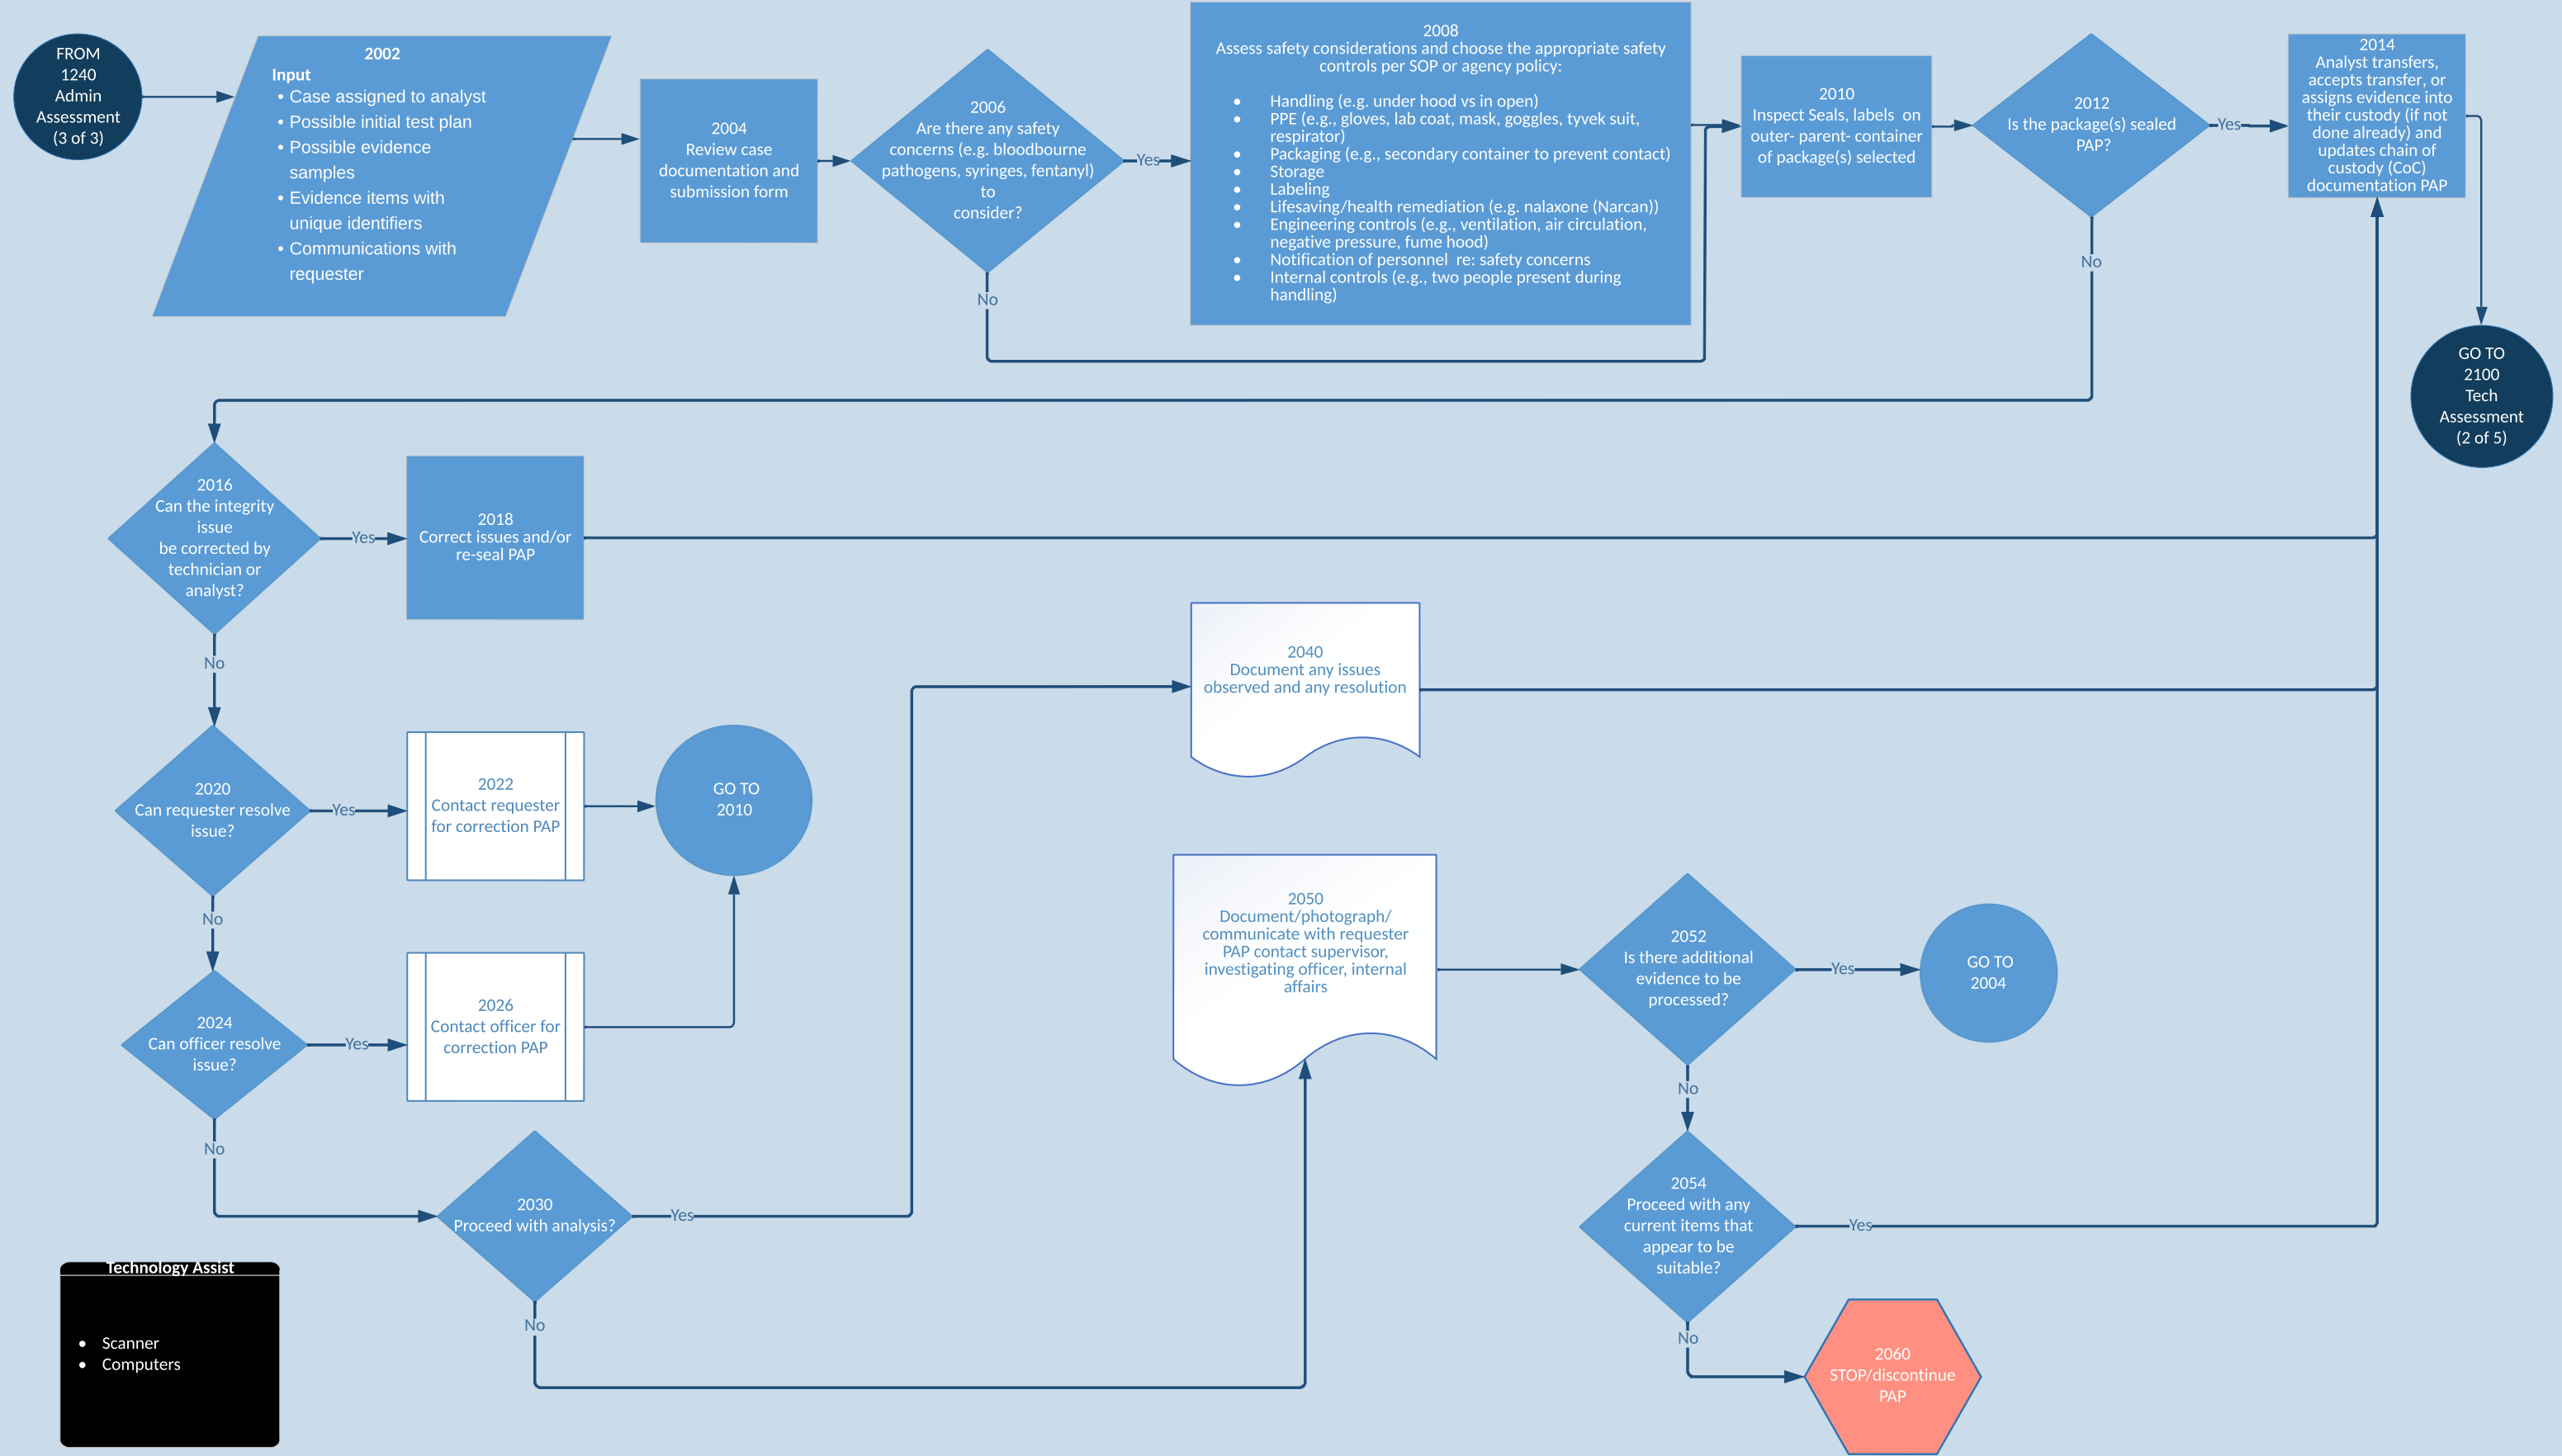 FROM
1240
Admin
Assessment
(3 of 3)
2002
Input
• Case assigned to analyst
• Possible initial test plan
• Possible evidence
samples
• Evidence items with
unique identifiers
• Communications with
requester
2004
Review case
documentation and
submission form
2006
Are there any safety
concerns (e.g. bloodbourne
pathogens, syringes, fentanyl)
to
consider?
Yes
No
2008
Assess safety considerations and choose the appropriate safety
controls per SOP or agency policy:
• Handling (e.g. under hood vs in open)
• PPE (e.g., gloves, lab coat, mask, goggles, tyvek suit,
respirator)
• Packaging (e.g., secondary container to prevent contact)
• Storage
• Labeling
• Lifesaving/health remediation (e.g. nalaxone (Narcan))
• Engineering controls (e.g., ventilation, air circulation,
negative pressure, fume hood)
• Notification of personnel re: safety concerns
• Internal controls (e.g., two people present during
handling)
2010
Inspect Seals, labels on
outer- parent- container
of package(s) selected
2012
Is the package(s) sealed
PAP?
Yes
No
2014
Analyst transfers,
accepts transfer, or
assigns evidence into
their custody (if not
done already) and
updates chain of
custody (CoC)
documentation PAP
GO TO
2100
Tech
Assessment
(2 of 5)
2016
Can the integrity
issue
be corrected by
technician or
analyst?
Yes
No
2018
Correct issues and/or
re-seal PAP
2020
Can requester resolve
issue?
Yes
No
2022
Contact requester
for correction PAP
GO TO
2010
2024
Can officer resolve
issue?
Yes
No
2026
Contact officer for
correction PAP
2030
Proceed with analysis?
Yes
No
2040
Document any issues
observed and any resolution
2050
Document/photograph/
communicate with requester
PAP contact supervisor,
investigating officer, internal
affairs
2052
Is there additional
evidence to be
processed?
Yes
No
GO TO
2004
2054
Proceed with any
current items that
appear to be
suitable?
Yes
No
2060
STOP/discontinue
PAP
Technology Assist
• Scanner
• Computers